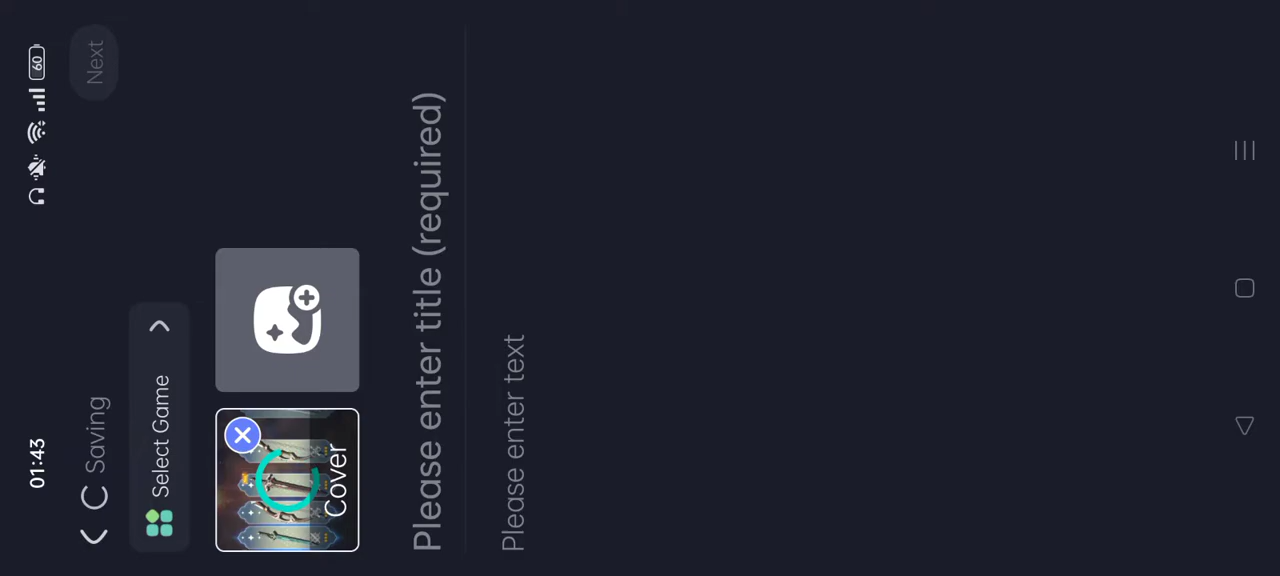 01:43
60
Saving
Next
Select Game
Cover
Please enter title (required)
Please enter text